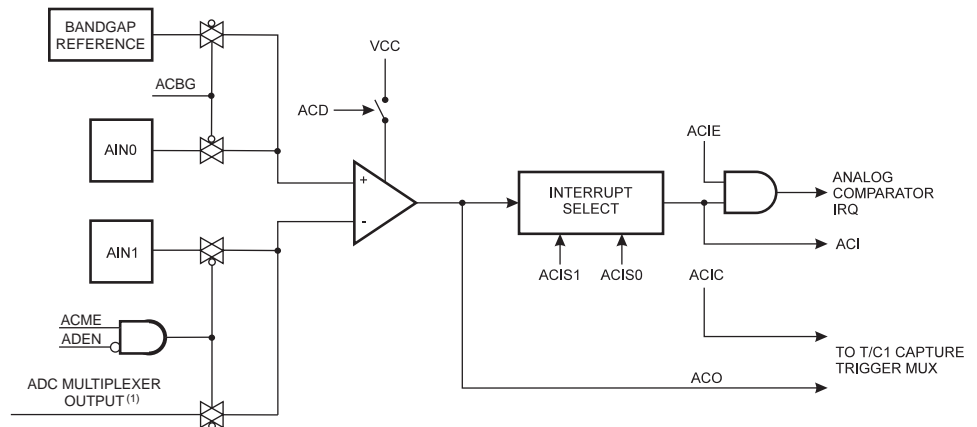 BANDGAP
REFERENCE
VCC
ACBG
ACD
ACIE
AIN0
+
-
INTERRUPT
SELECT
ANALOG
COMPARATOR
IRQ
AIN1
ACI
ACIS1
ACIS0
ACIC
ACME
ADEN
TO T/C1 CAPTURE
TRIGGER MUX
ADC MULTIPLEXER
OUTPUT (1)
ACO